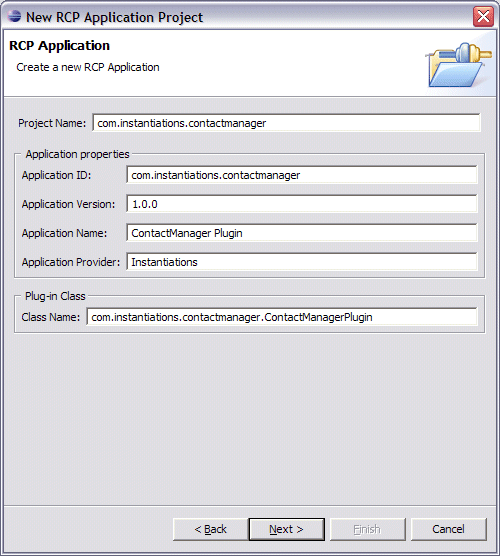 New RCP Application Project
RCP Application
Create a new RCP Application
Project Name: com.instantiations.contactmanager
Application properties
Application ID: com.instantiations.contactmanager
Application Version: 1.0.0
Application Name: ContactManager Plugin
Application Provider: Instantiations
Plug-in Class
Class Name: com.instantiations.contactmanager.ContactManagerPlugin
< Back Next > Finish Cancel